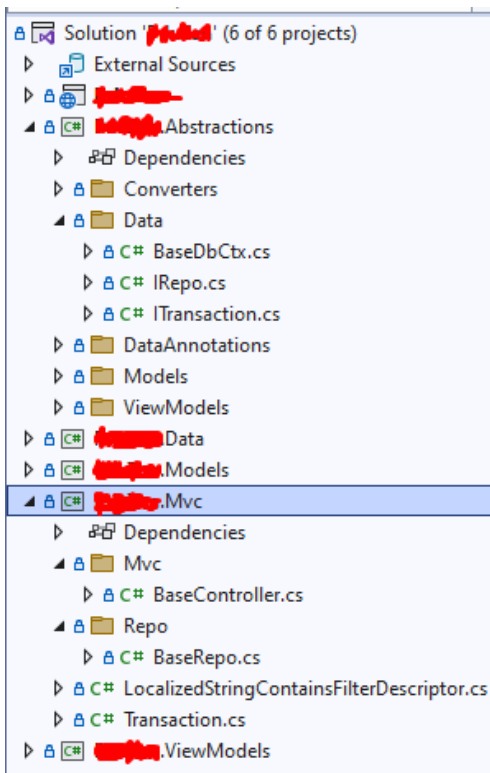 Solution '' (6 of 6 projects)
External Sources
C# .Abstractions
Dependencies
Converters
Data
C# BaseDbCtx.cs
C# IRepo.cs
C# ITransaction.cs
DataAnnotations
Models
ViewModels
C# Data
C# .Models
C# .Mvc
Dependencies
Mvc
C# BaseController.cs
Repo
C# BaseRepo.cs
C# LocalizedStringContainsFilterDescriptor.cs
C# Transaction.cs
C# .ViewModels